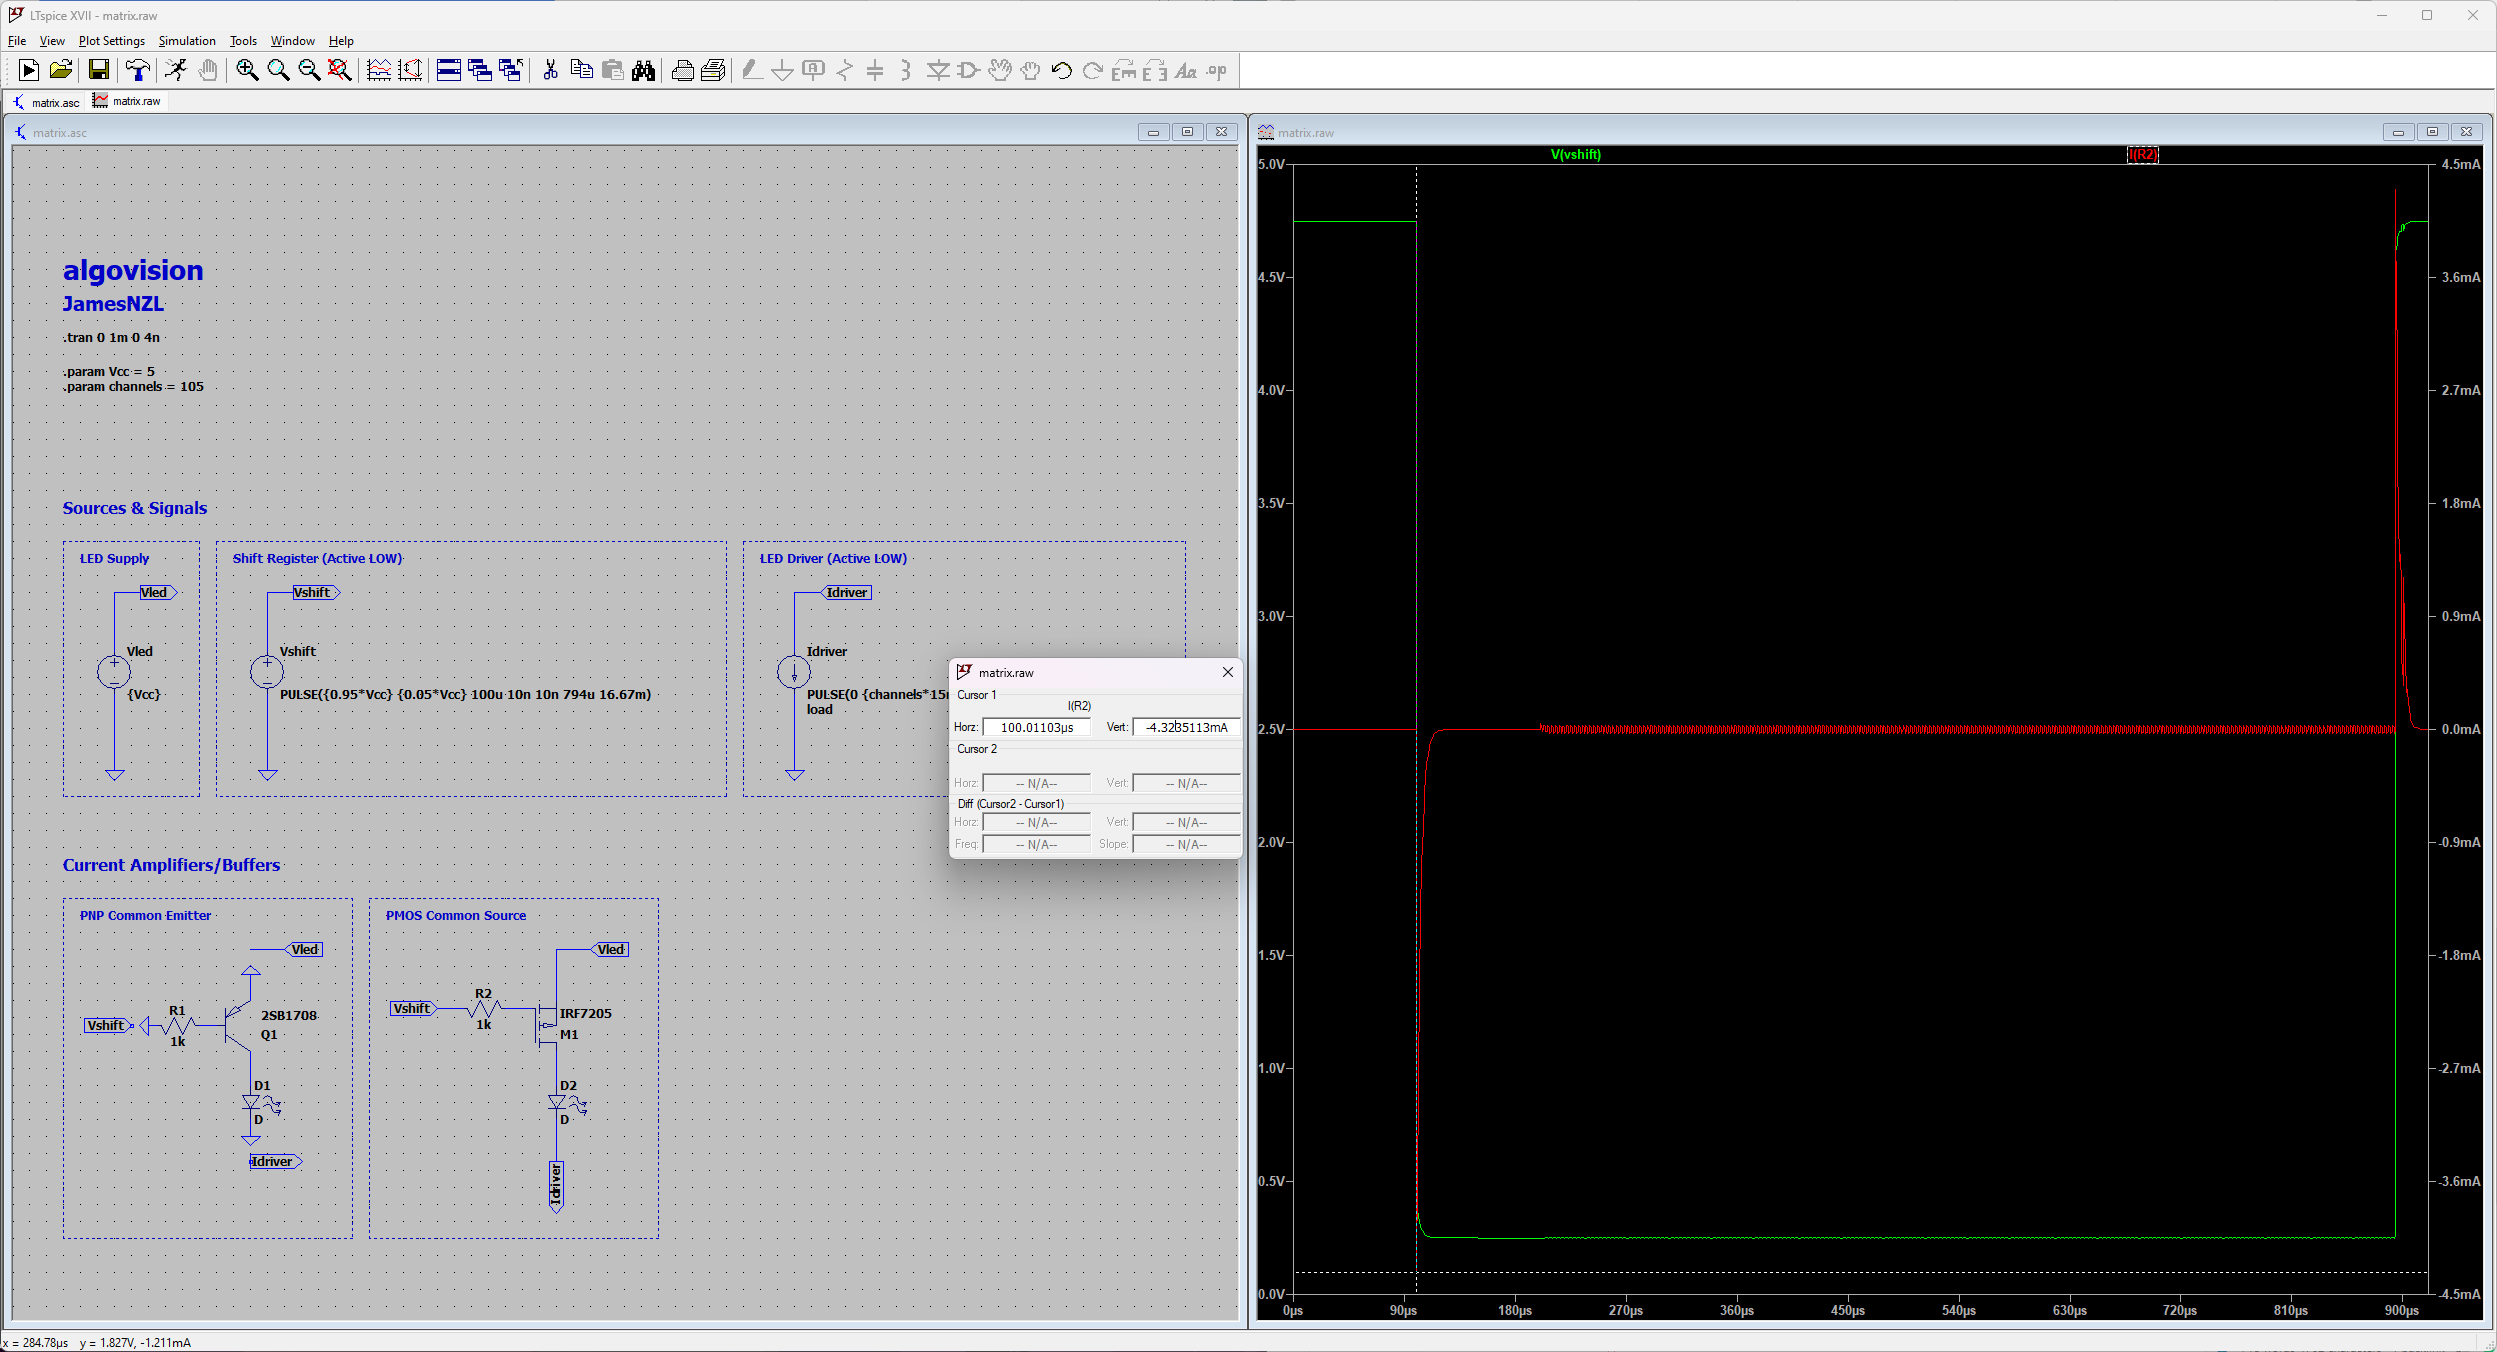 LTspice XVII - matrix.raw
File View Plot Settings Simulation Tools Window Help
matrix.asc matrix.raw
matrix.asc
algovision
JamesNZL
.tran 0 1m 0 4n
.param Vcc = 5
.param channels = 105
Sources & Signals
LED Supply
Vled
Vled
{Vcc}
Shift Register (Active LOW)
Vshift
Vshift
PULSE({0.95*Vcc} {0.05*Vcc} 100u 10n 10n 794u 16.67m)
LED Driver (Active LOW)
Idriver
Idriver
PULSE(0 {channels*15
load
matrix.raw
Cursor 1
I(R2)
Horz: 100.01103µs Vert: -4.3235113mA
Cursor 2
Horz: -- N/A-- Vert: -- N/A--
Diff (Cursor2 - Cursor1)
Horz: -- N/A-- Vert: -- N/A--
Freq: -- N/A-- Slope: -- N/A--
Current Amplifiers/Buffers
PNP Common Emitter
Vled
Vshift
R1
1k
2SB1708
Q1
D1
D
Idriver
PMOS Common Source
Vled
Vshift
R2
1k
IRF7205
M1
D2
D
Idriver
matrix.raw
V(vshift) I(R2)
5.0V 4.5mA
4.5V 3.6mA
4.0V 2.7mA
3.5V 1.8mA
3.0V 0.9mA
2.5V 0.0mA
2.0V -0.9mA
1.5V -1.8mA
1.0V -2.7mA
0.5V -3.6mA
0.0V -4.5mA
0µs 90µs 180µs 270µs 360µs 450µs 540µs 630µs 720µs 810µs 900µs
x = 284.78µs y = 1.827V, -1.211mA